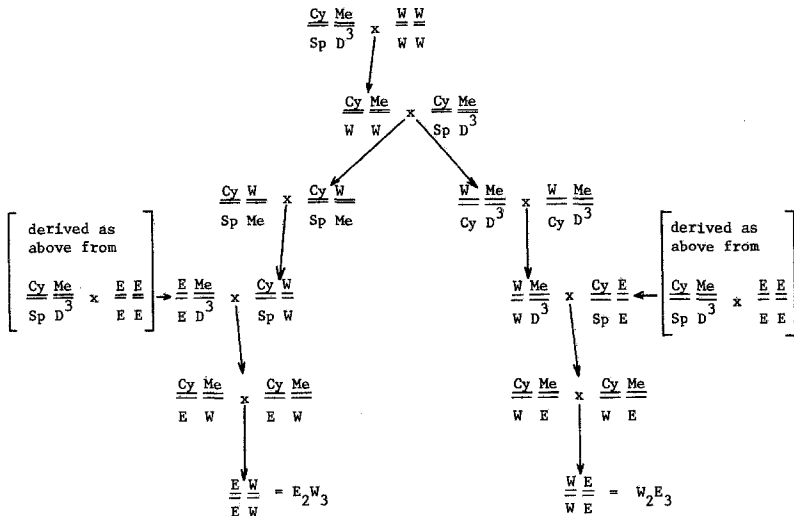 Cy Me x W W
Sp D³ W W
Cy Me x Cy Me
W W Sp D³
Cy W x Cy W
Sp Me Sp Me
W Me x W Me
Cy D³ Cy D³
derived as
above from
Cy Me x E E
Sp D³ E E
E Me x Cy W
E D³ Sp W
W Me x Cy E
W D³ Sp E
derived as
above from
Cy Me x E E
Sp D³ E E
Cy Me x Cy Me
E W E W
Cy Me x Cy Me
W E W E
E W = E₂W₃
E W
W E = W₂E₃
W E